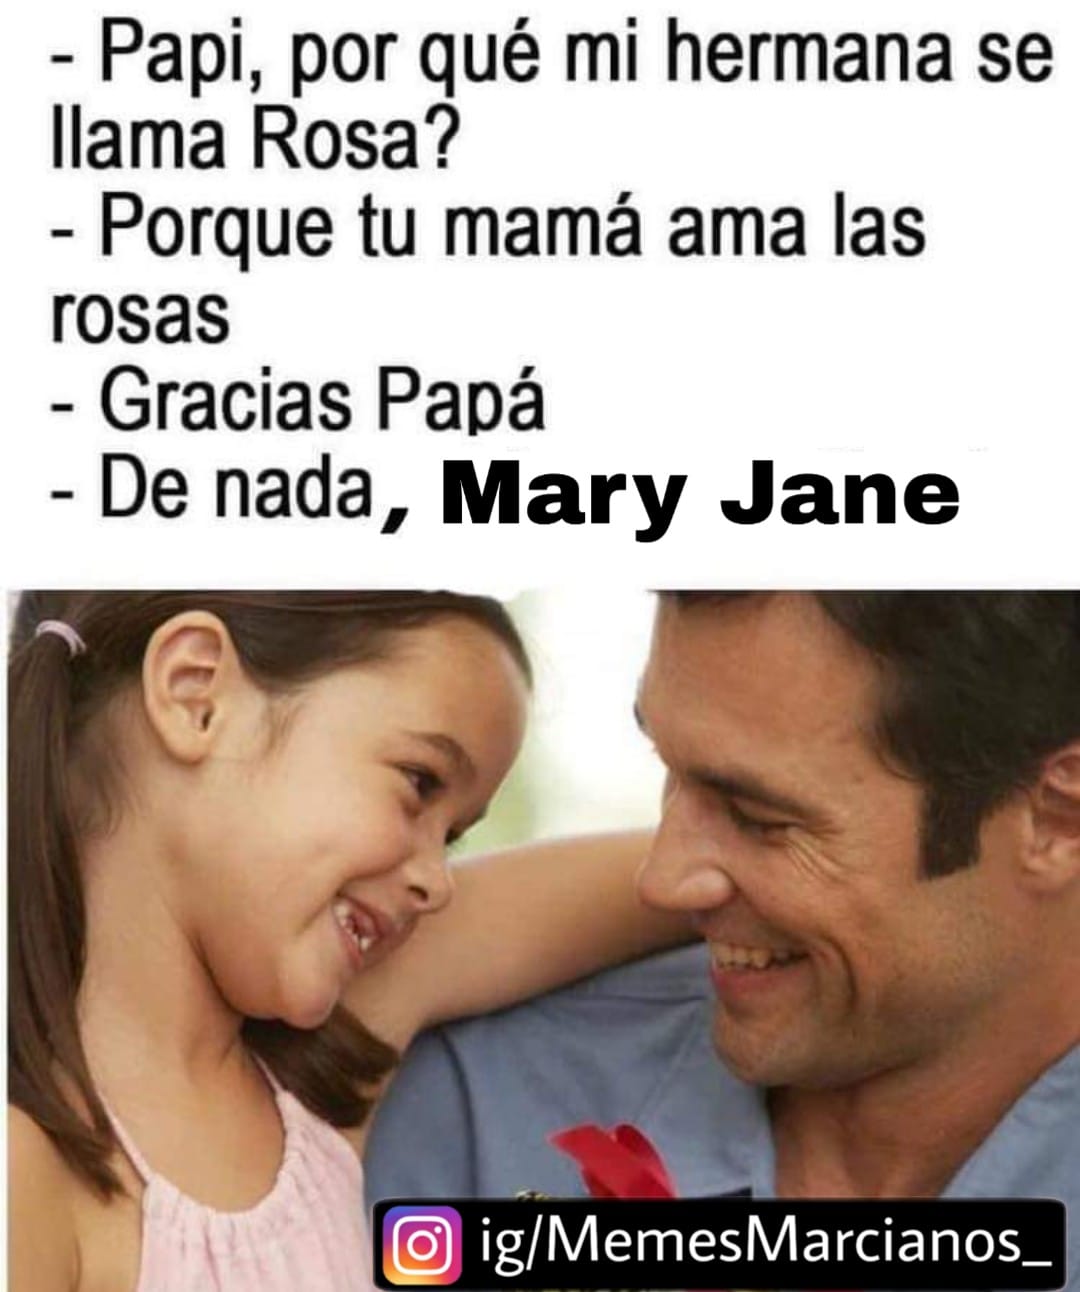 - Papi, por qué mi hermana se
llama Rosa?
- Porque tu mamá ama las
rosas
- Gracias Papá
- De nada, Mary Jane
ig/MemesMarcianos_